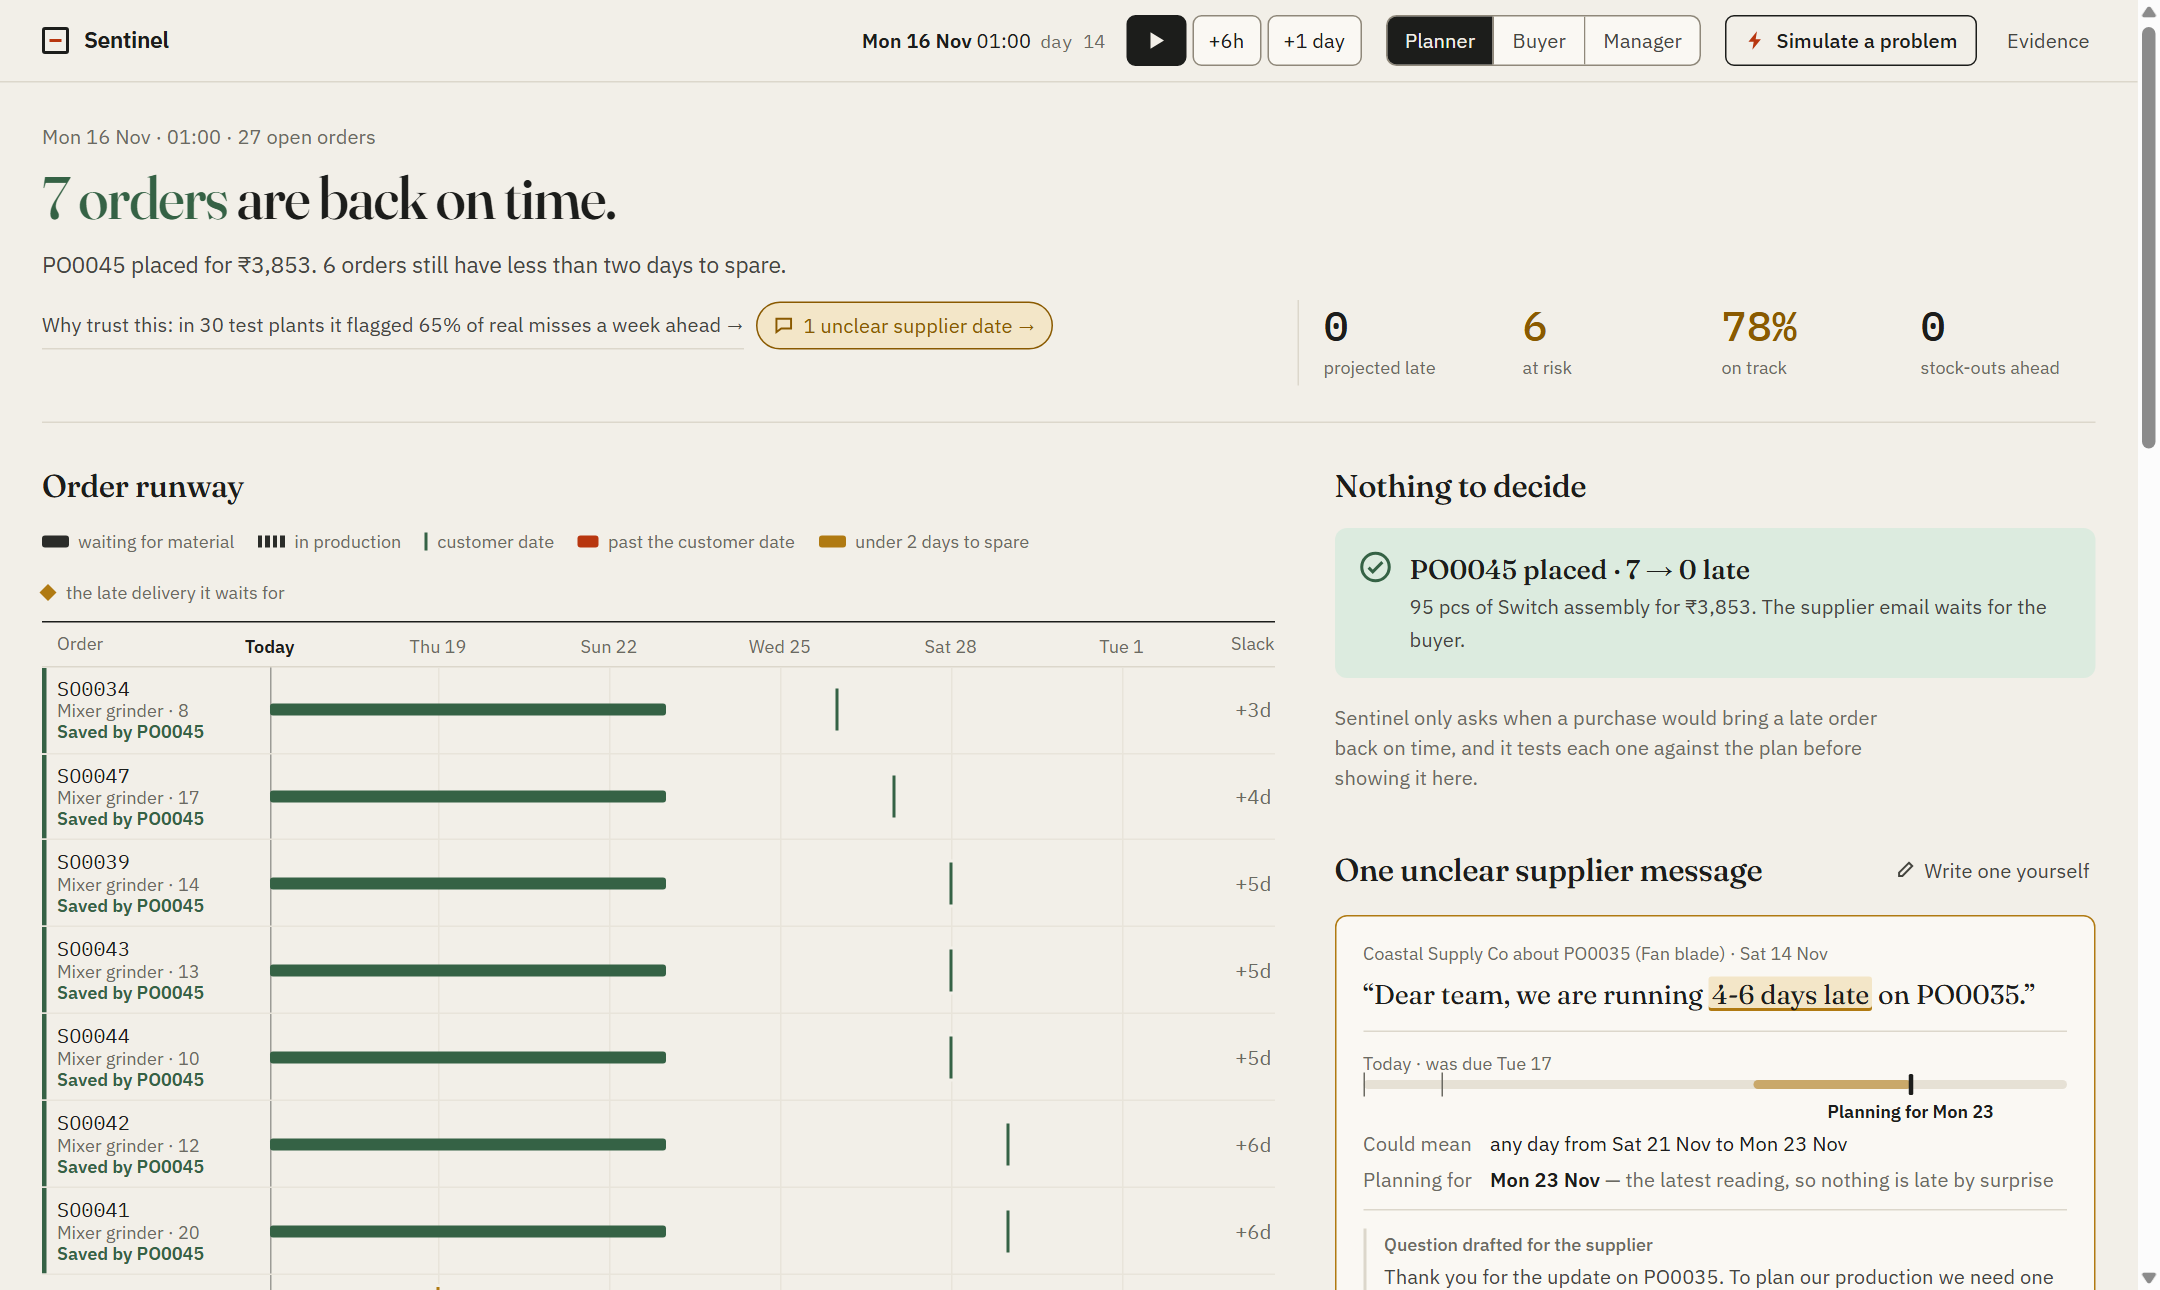 Sentinel
Mon 16 Nov 01:00 day 14
+6h
+1 day
Planner
Buyer
Manager
Simulate a problem
Evidence
Mon 16 Nov · 01:00 · 27 open orders
7 orders are back on time.
PO0045 placed for ₹3,853. 6 orders still have less than two days to spare.
Why trust this: in 30 test plants it flagged 65% of real misses a week ahead →
1 unclear supplier date →
0
projected late
6
at risk
78%
on track
0
stock-outs ahead
Order runway
waiting for material
in production
customer date
past the customer date
under 2 days to spare
the late delivery it waits for
Order
Today
Thu 19
Sun 22
Wed 25
Sat 28
Tue 1
Slack
SO0034
Mixer grinder · 8
Saved by PO0045
+3d
SO0047
Mixer grinder · 17
Saved by PO0045
+4d
SO0039
Mixer grinder · 14
Saved by PO0045
+5d
SO0043
Mixer grinder · 13
Saved by PO0045
+5d
SO0044
Mixer grinder · 10
Saved by PO0045
+5d
SO0042
Mixer grinder · 12
Saved by PO0045
+6d
SO0041
Mixer grinder · 20
Saved by PO0045
+6d
Nothing to decide
PO0045 placed · 7 → 0 late
95 pcs of Switch assembly for ₹3,853. The supplier email waits for the
buyer.
Sentinel only asks when a purchase would bring a late order
back on time, and it tests each one against the plan before
showing it here.
One unclear supplier message
Write one yourself
Coastal Supply Co about PO0035 (Fan blade) · Sat 14 Nov
“Dear team, we are running 4-6 days late on PO0035.”
Today · was due Tue 17
Planning for Mon 23
Could mean any day from Sat 21 Nov to Mon 23 Nov
Planning for Mon 23 Nov — the latest reading, so nothing is late by surprise
Question drafted for the supplier
Thank you for the update on PO0035. To plan our production we need one